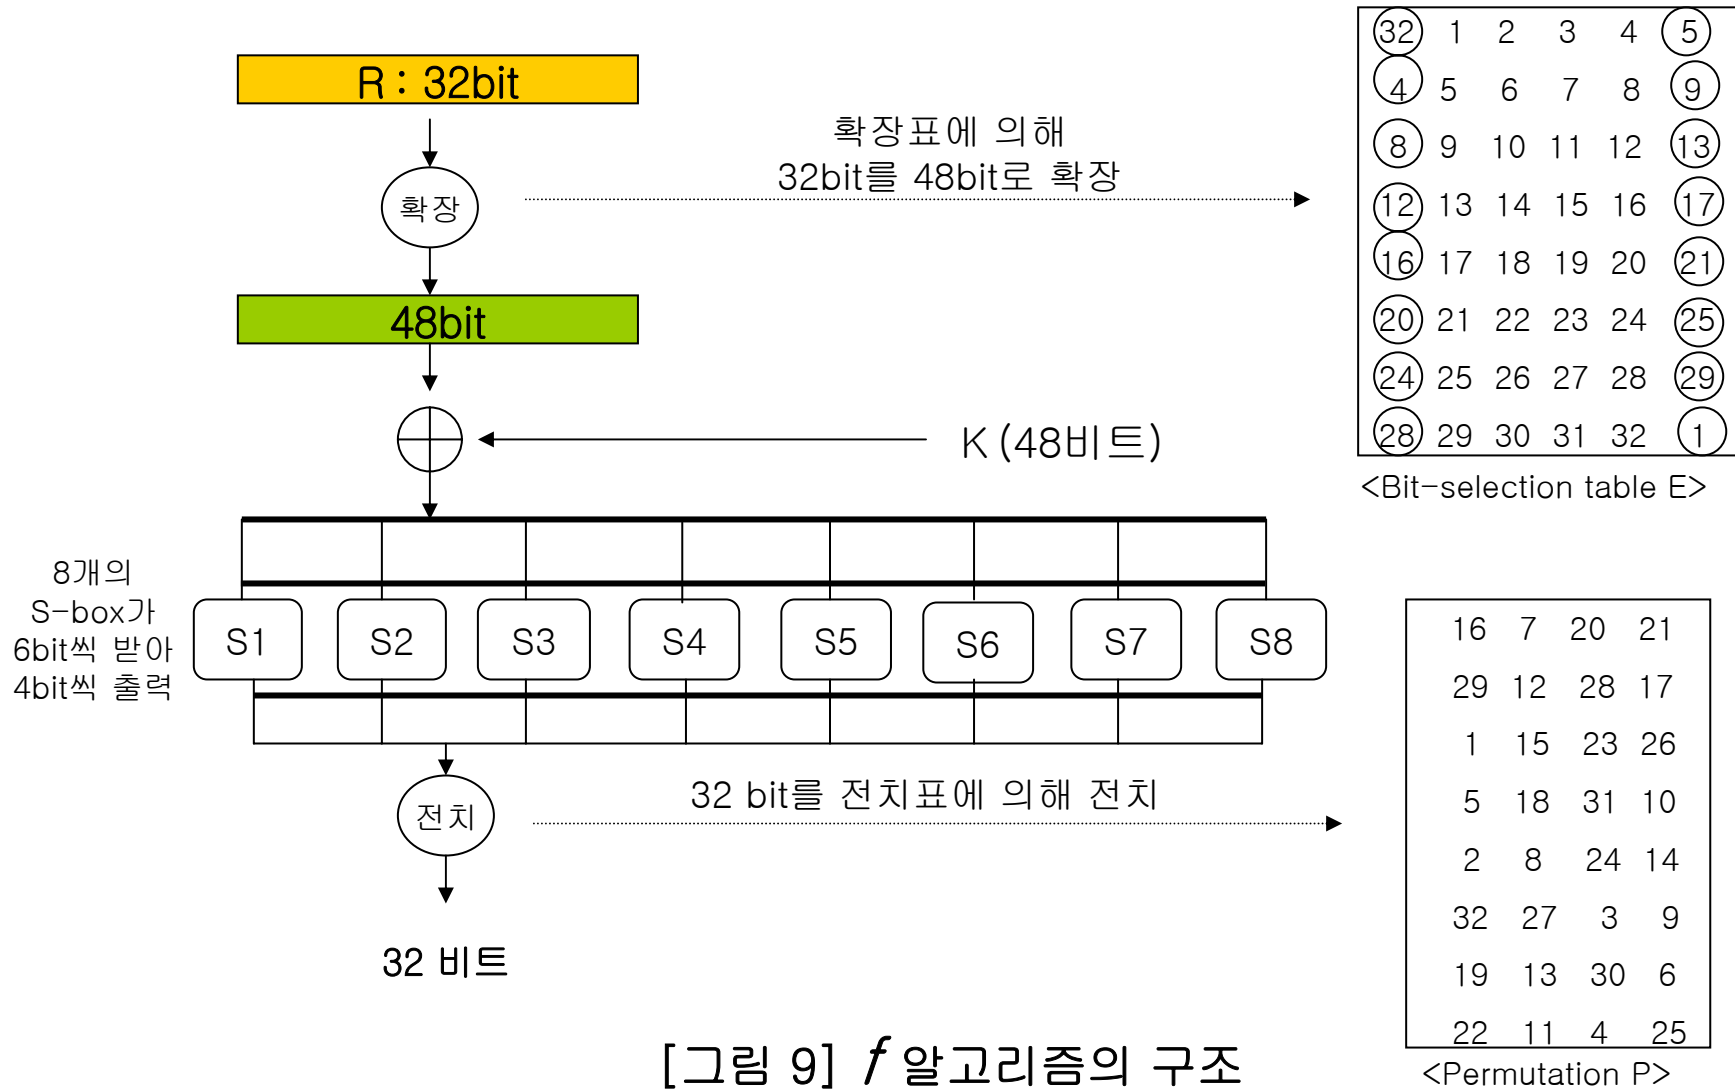 R : 32bit
확장
확장표에 의해
32bit를 48bit로 확장
32 1 2 3 4 5
4 5 6 7 8 9
8 9 10 11 12 13
12 13 14 15 16 17
16 17 18 19 20 21
20 21 22 23 24 25
24 25 26 27 28 29
28 29 30 31 32 1
<Bit-selection table E>
48bit
K (48비트)
8개의
S-box가
6bit씩 받아
4bit씩 출력
S1 S2 S3 S4 S5 S6 S7 S8
전치
32 bit를 전치표에 의해 전치
16 7 20 21
29 12 28 17
1 15 23 26
5 18 31 10
2 8 24 14
32 27 3 9
19 13 30 6
22 11 4 25
<Permutation P>
32 비트
[그림 9] f 알고리즘의 구조